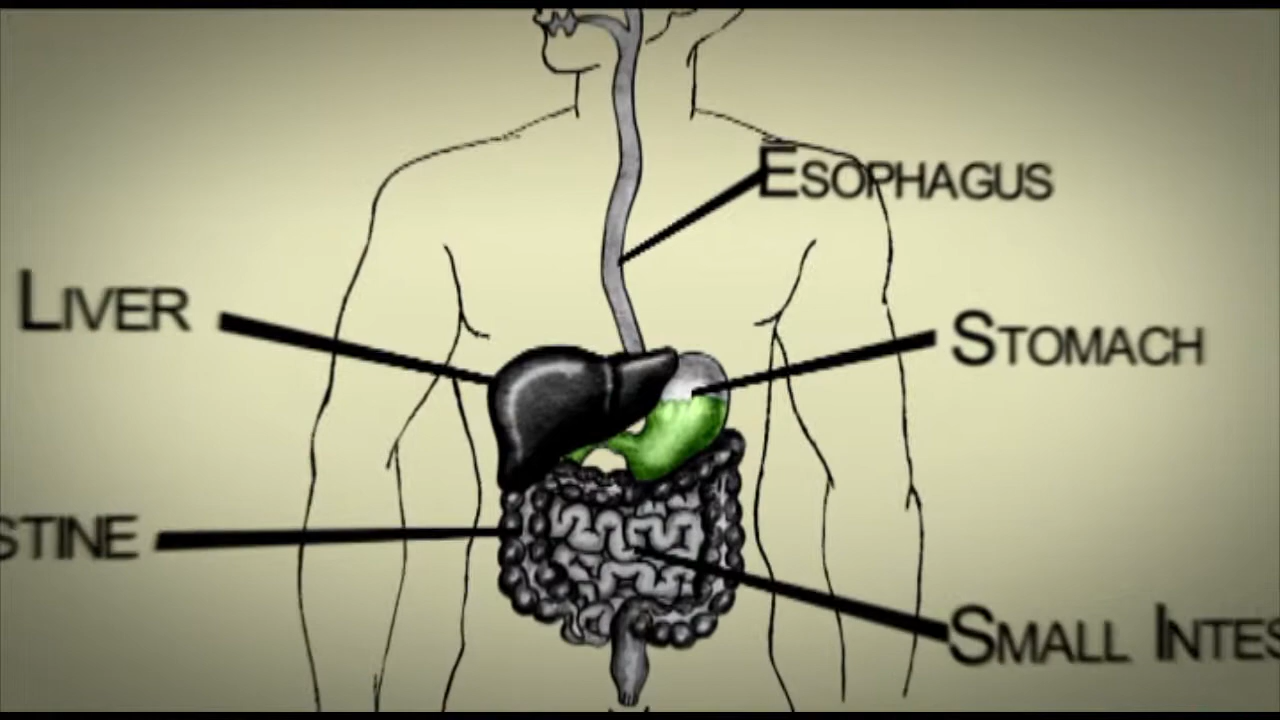 ESOPHAGUS
LIVER
STOMACH
STINE
SMALL INTES